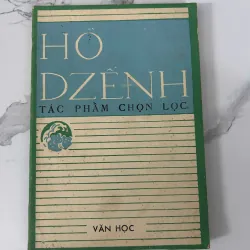 HỒ
DZẾNH
TÁC PHẨM CHỌN LỌC
VĂN HỌC